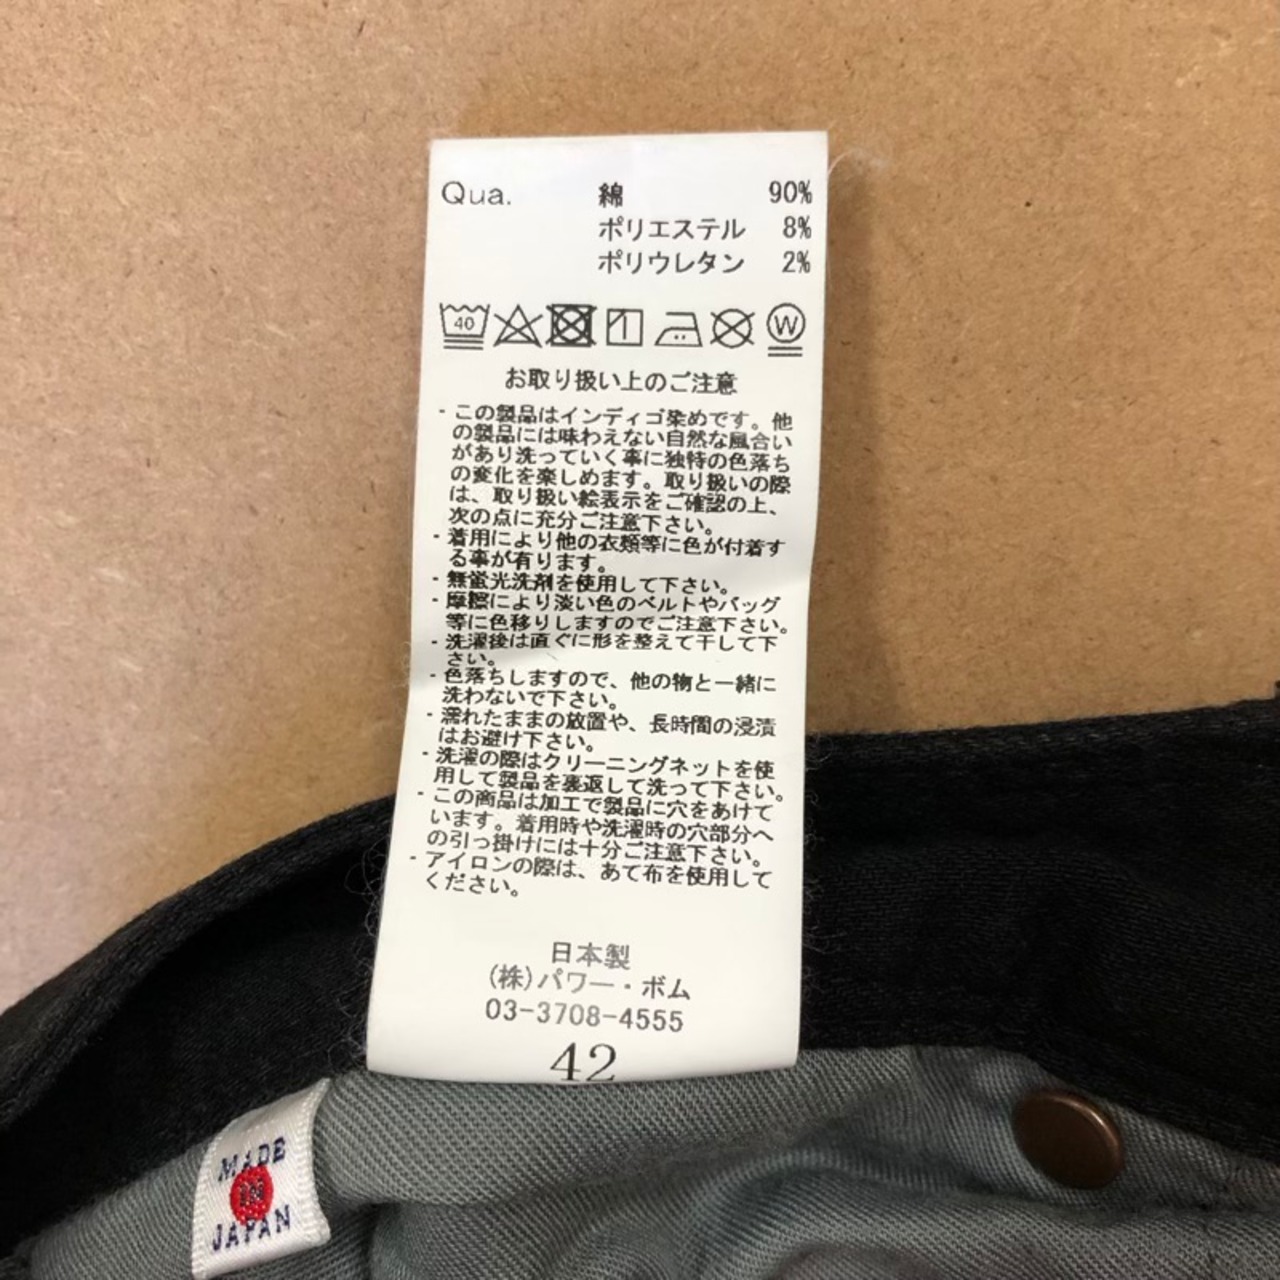 Qua. 綿 90%
ポリエステル 8%
ポリウレタン 2%
40 W
お取り扱い上のご注意
・この製品はインディゴ染めです。他
の製品には味わえない自然な風合い
があり洗っていく事に独特の色落ち
の変化を楽しめます。取り扱いの際
は、取り扱い絵表示をご確認の上、
次の点に充分ご注意下さい。
・着用により他の衣類等に色が付着す
る事が有ります。
・無蛍光洗剤を使用して下さい。
・摩擦により淡い色のベルトやバッグ
等に色移りしますのでご注意下さい。
・洗濯後は直ぐに形を整えて干して下
さい。
・色落ちしますので、他の物と一緒に
洗わないで下さい。
・濡れたままの放置や、長時間の浸漬
はお避け下さい。
・洗濯の際はクリーニングネットを使
用して製品を裏返して洗って下さい。
・この商品は加工で製品に穴をあけて
います。着用時や洗濯時の穴部分へ
の引っ掛けには十分ご注意下さい。
・アイロンの際は、あて布を使用して
ください。
日本製
(株)パワー・ボム
03-3708-4555
42
MADE
IN
JAPAN